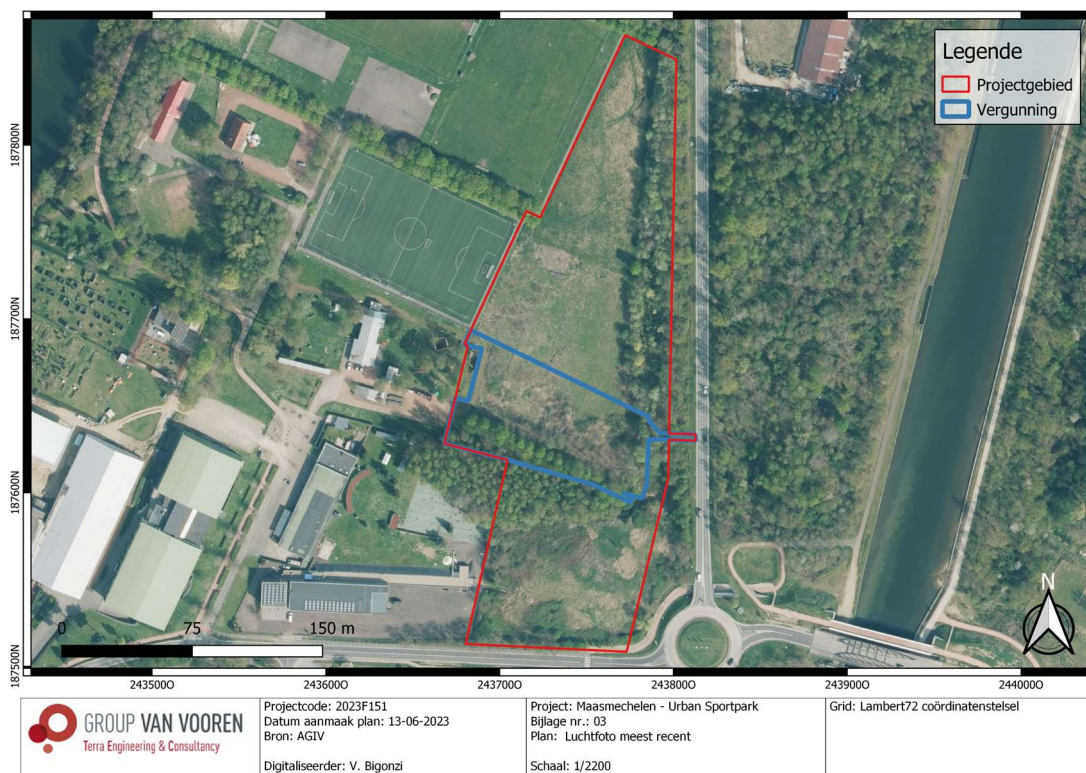 Legende
Projectgebied
Vergunning
187800N
187700N
187600N
187500N
N
0 75 150 m
2435000 2436000 2437000 2438000 2439000 2440000
GROUP VAN VOOREN
Terra Engineering & Consultancy
Projectcode: 2023F151
Datum aanmaak plan: 13-06-2023
Bron: AGIV
Digitaliseerder: V. Bigonzi
Project: Maasmechelen - Urban Sportpark
Bijlage nr.: 03
Plan: Luchtfoto meest recent
Schaal: 1/2200
Grid: Lambert72 coördinatenstelsel